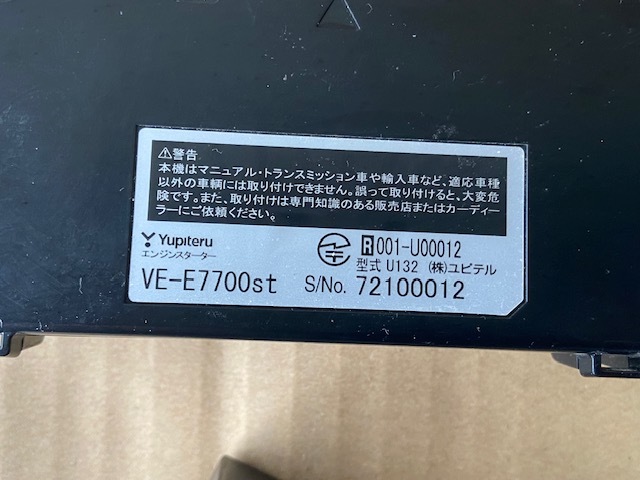 ⚠警告
本機はマニュアル・トランスミッション車や輸入車など、適応車種
以外の車輌には取り付けできません。誤って取り付けると、大変危
険です。また、取り付けは専門知識のある販売店またはカーディー
ラーにご依頼ください。
Yupiteru
エンジンスターター
R 001-U00012
型式 U132 (株)ユピテル
VE-E7700st S/No. 72100012